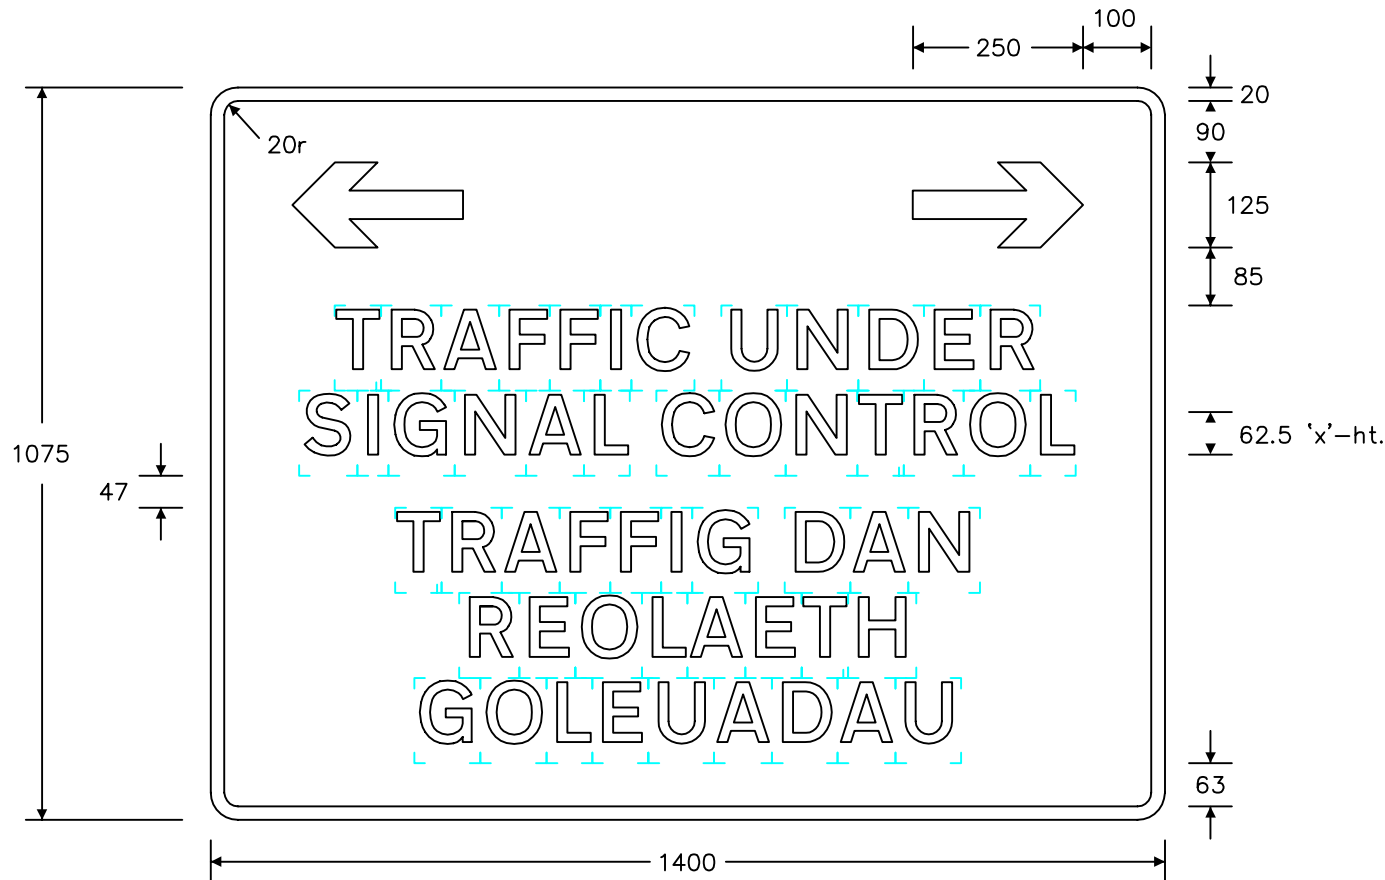 100
250
20
90
20r
125
85
TRAFFIC UNDER
SIGNAL CONTROL
62.5 ‘x’–ht.
1075
47
TRAFFIG DAN
REOLAETH
GOLEUADAU
63
1400